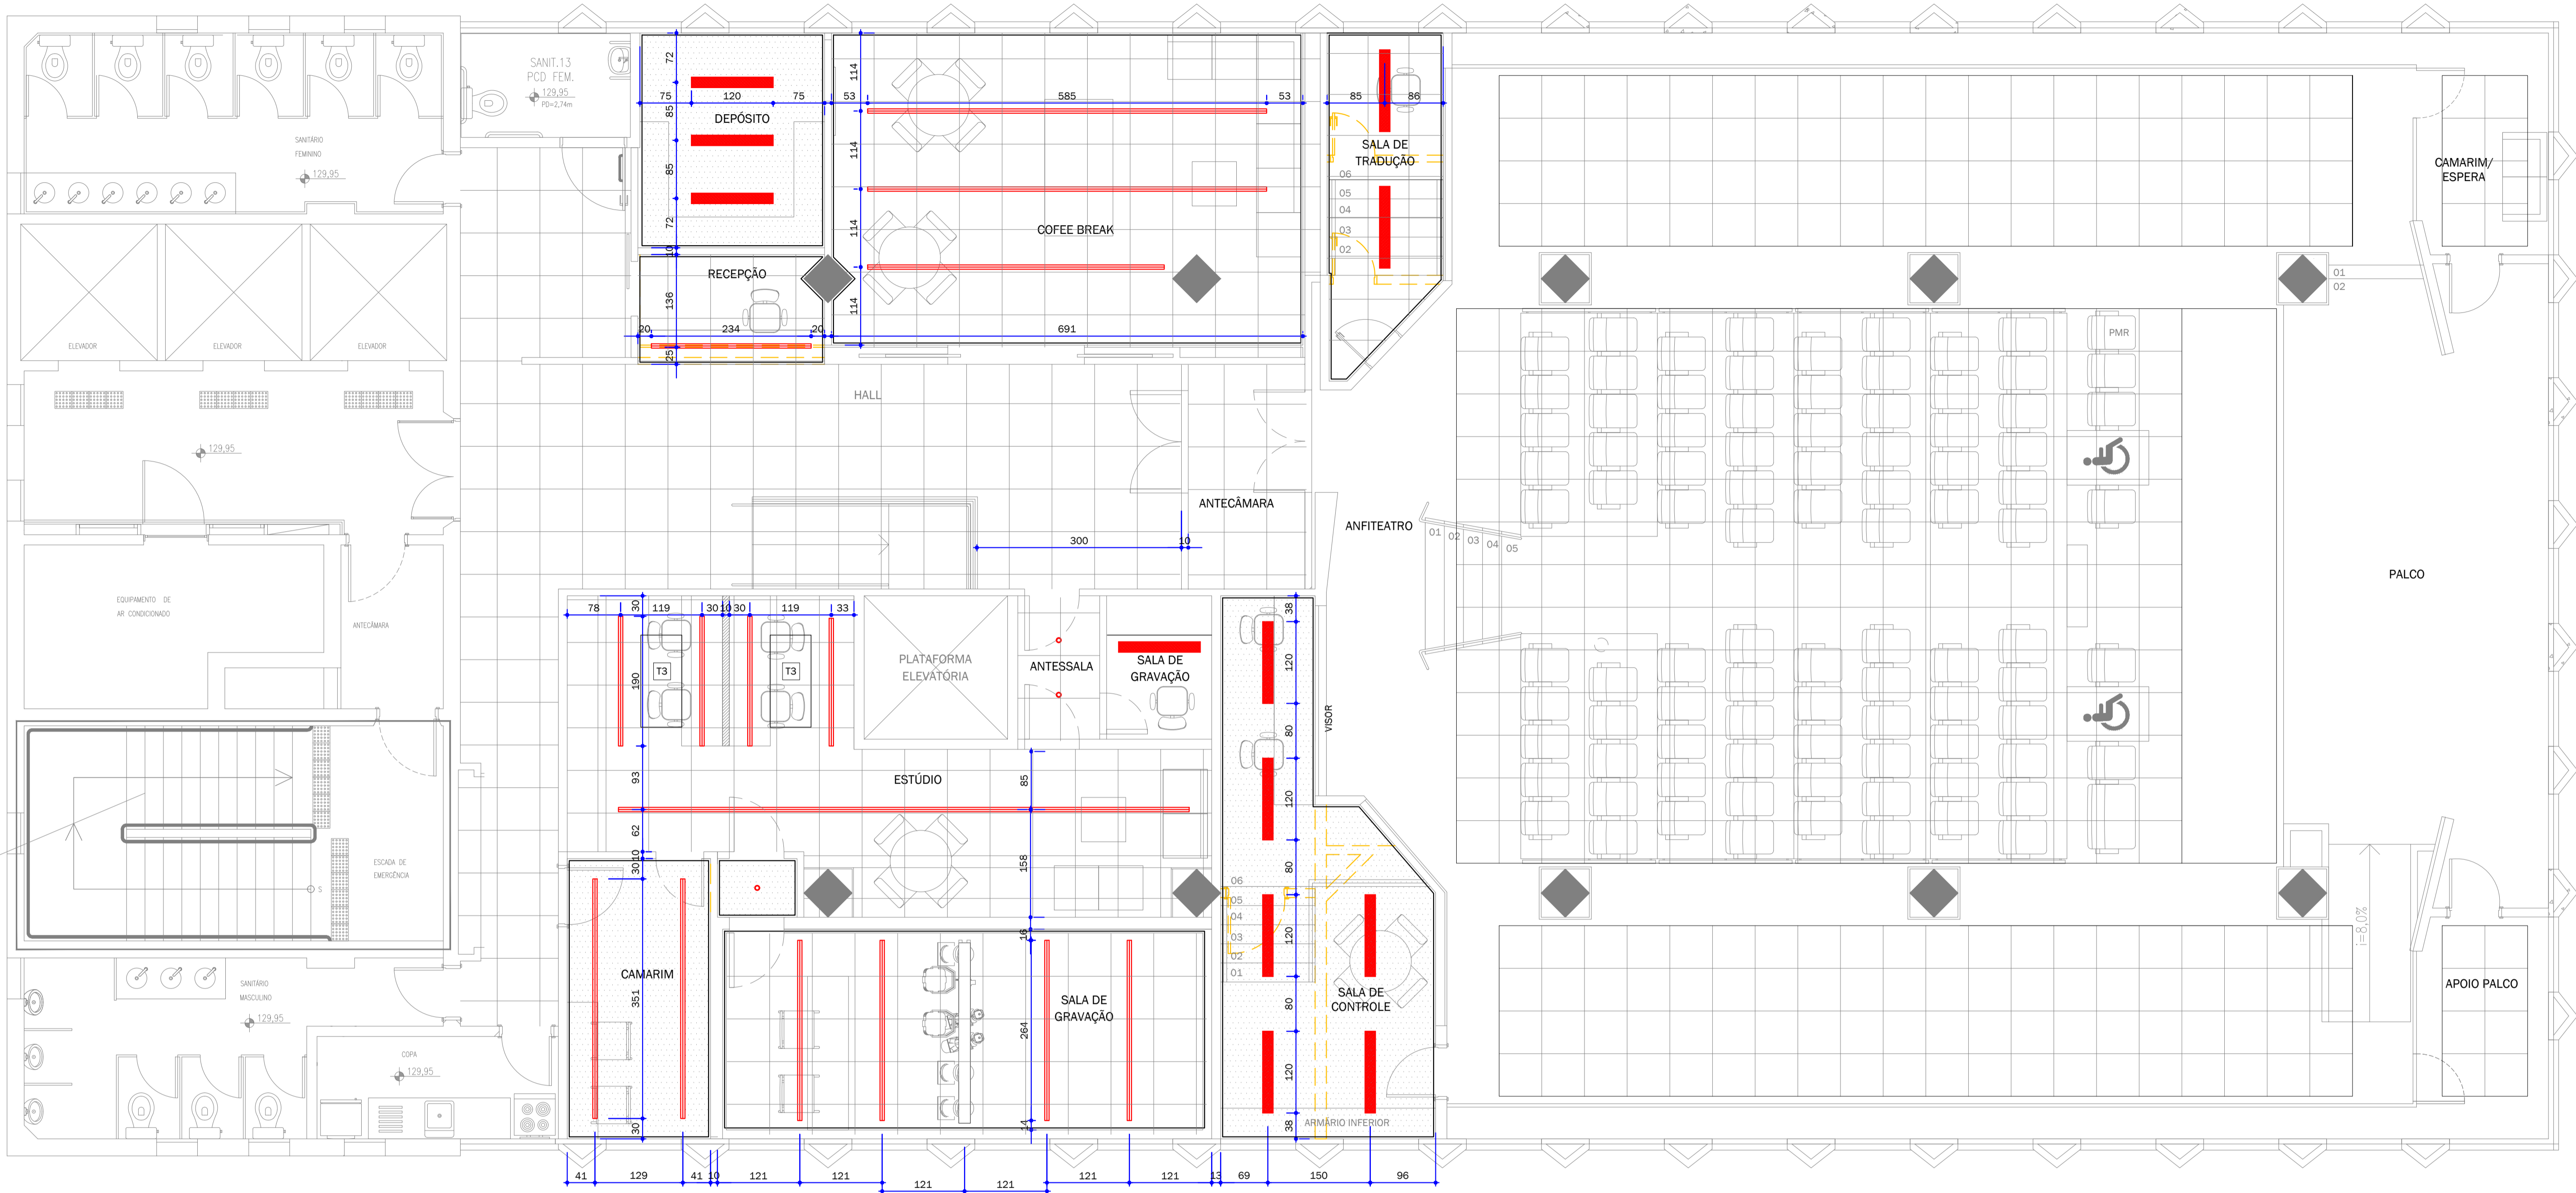 SANIT.13
PCD FEM.
129,95
PD=2,74m
SANITÁRIO
FEMININO
129,95
72
85
85
72
10
136
25
75
120
75
DEPÓSITO
RECEPÇÃO
20
234
20
53
585
53
114
114
114
114
COFEE BREAK
691
85
86
SALA DE
TRADUÇÃO
06
05
04
03
02
CAMARIM/
ESPERA
01
02
PMR
ELEVADOR
ELEVADOR
ELEVADOR
129,95
HALL
ANTECÂMARA
ANFITEATRO
01
02
03
04
05
300
10
PALCO
EQUIPAMENTO DE
AR CONDICIONADO
ANTECÂMARA
78
119
30
10
30
119
33
30
190
93
62
10
30
351
30
T3
T3
PLATAFORMA
ELEVATÓRIA
ANTESSALA
SALA DE
GRAVAÇÃO
VISOR
38
120
80
120
80
120
80
120
38
ESTÚDIO
85
158
16
264
14
ESCADA DE
EMERGÊNCIA
S
06
05
04
03
02
01
CAMARIM
SALA DE
GRAVAÇÃO
SALA DE
CONTROLE
ARMÁRIO INFERIOR
i=8,0%
APOIO PALCO
SANITÁRIO
MASCULINO
129,95
COPA
129,95
41
129
41
10
121
121
121
121
121
121
13
69
150
96